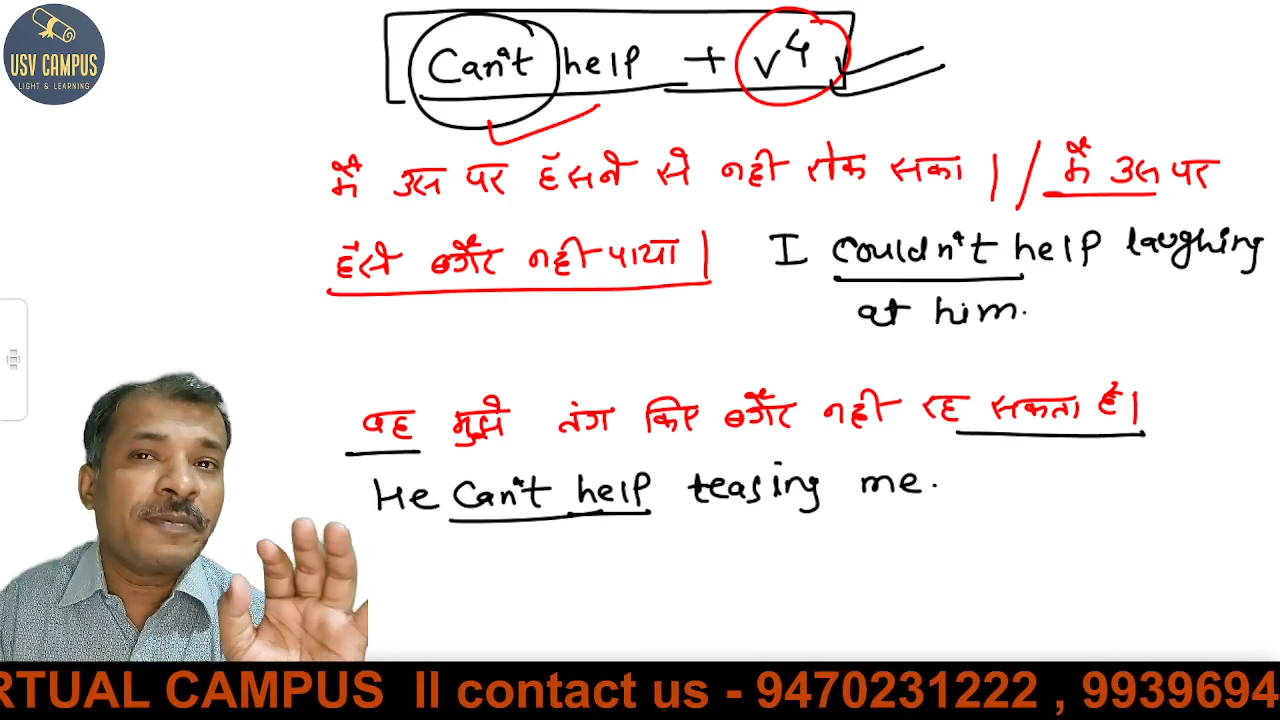 USV CAMPUS
LIGHT & LEARNING
Can't help + v4
मैं उस पर हँसने से नही रोक सका | / मैं उस पर
हँसे बगैर नही पाया |
I couldn't help laughing
at him.
वह मुझे तंग किए बगैर नही रह सकता है |
He can't help teasing me.
RTUAL CAMPUS ll contact us - 9470231222 , 9939694